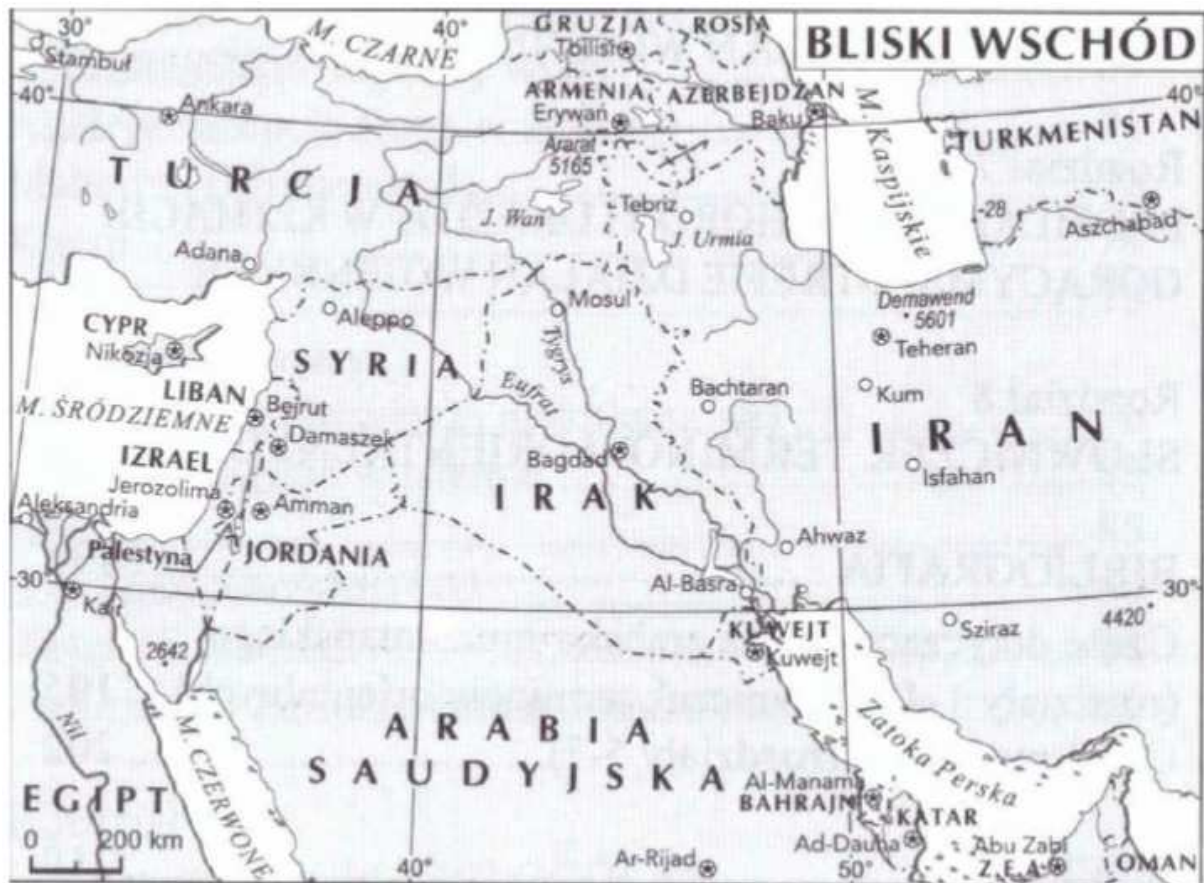 BLISKI WSCHÓD
30°
40°
GRUZJA
ROSJA
M. CZARNE
Tbilisi
Stambuł
40°
40°
Ankara
ARMENIA
AZERBEJDŻAN
Erywań
Baku
TURKMENISTAN
M. Kaspijskie
Ararat
5165
TURCJA
J. Wan
Tebriz
J. Urmia
-28
Aszchabad
Adana
Aleppo
Mosul
Demawend
5601
Teheran
CYPR
Nikozja
SYRIA
Tygrys
Eufrat
Bachtaran
Kum
LIBAN
Bejrut
M. ŚRÓDZIEMNE
Damaszek
IRAN
IZRAEL
Bagdad
Isfahan
Jerozolima
IRAK
Aleksandria
Amman
Palestyna
JORDANIA
Ahwaz
30°
Al-Basra
30°
Kair
KUWEJT
Kuwejt
Sziraz
4420
2642
Nil
M. CZERWONE
ARABIA
SAUDYJSKA
Zatoka Perska
Al-Manama
BAHRAJN
KATAR
EGIPT
0 200 km
Ad-Dauha
Abu Zabi
Z.E.A.
OMAN
40°
Ar-Rijad
50°